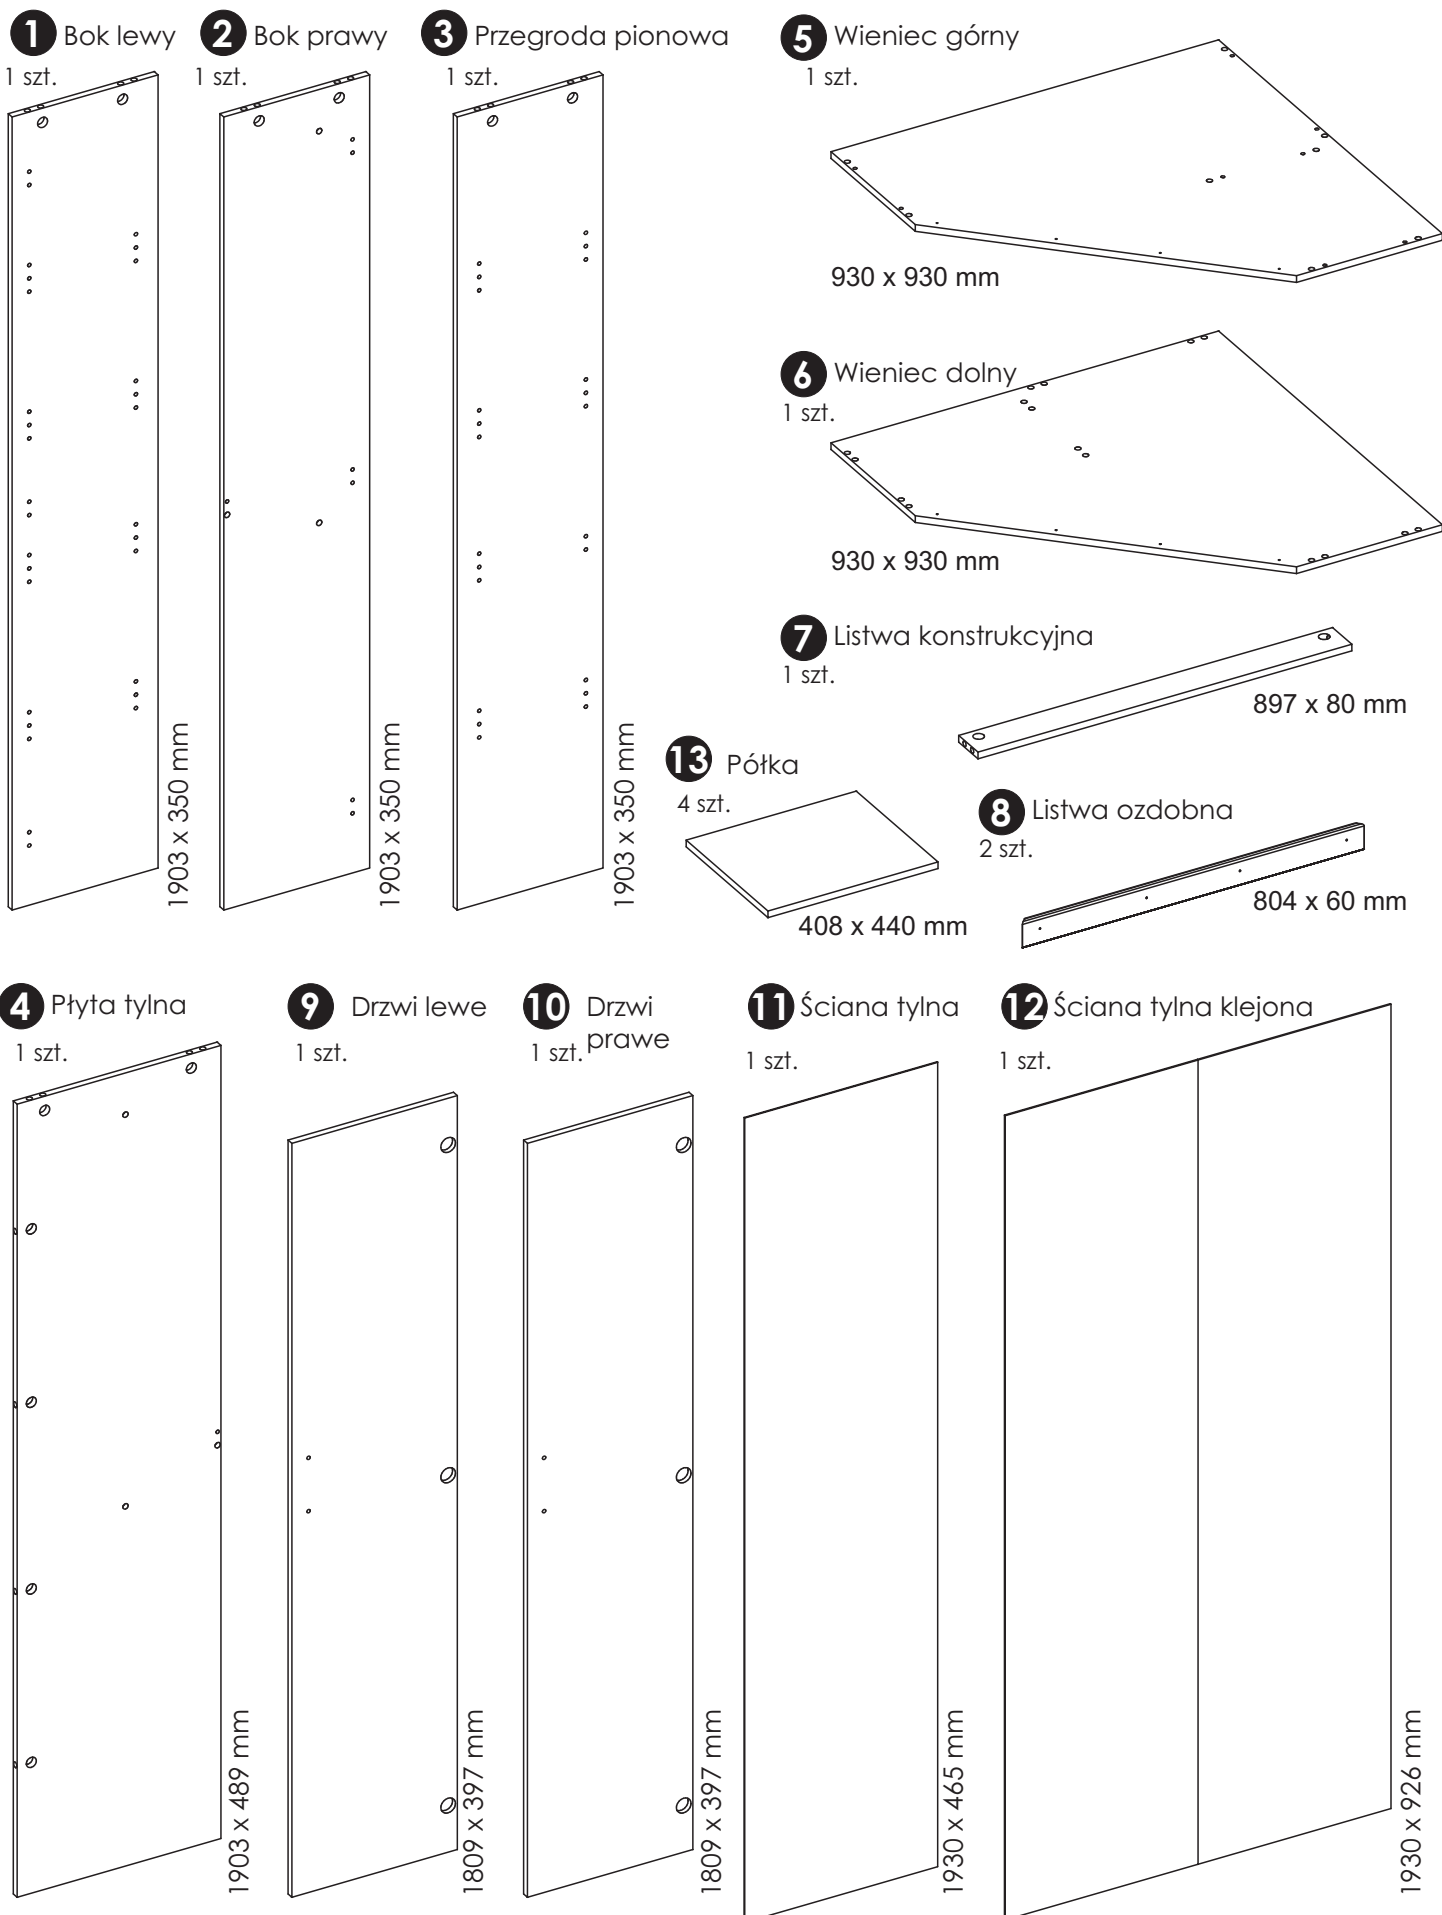 1 Bok lewy
1 szt.
1903 x 350 mm
2 Bok prawy
1 szt.
1903 x 350 mm
3 Przegroda pionowa
1 szt.
1903 x 350 mm
5 Wieniec górny
1 szt.
930 x 930 mm
6 Wieniec dolny
1 szt.
930 x 930 mm
7 Listwa konstrukcyjna
1 szt.
897 x 80 mm
13 Półka
4 szt.
408 x 440 mm
8 Listwa ozdobna
2 szt.
804 x 60 mm
4 Płyta tylna
1 szt.
1903 x 489 mm
9 Drzwi lewe
1 szt.
1809 x 397 mm
10 Drzwi
prawe
1 szt.
1809 x 397 mm
11 Ściana tylna
1 szt.
1930 x 465 mm
12 Ściana tylna klejona
1 szt.
1930 x 926 mm